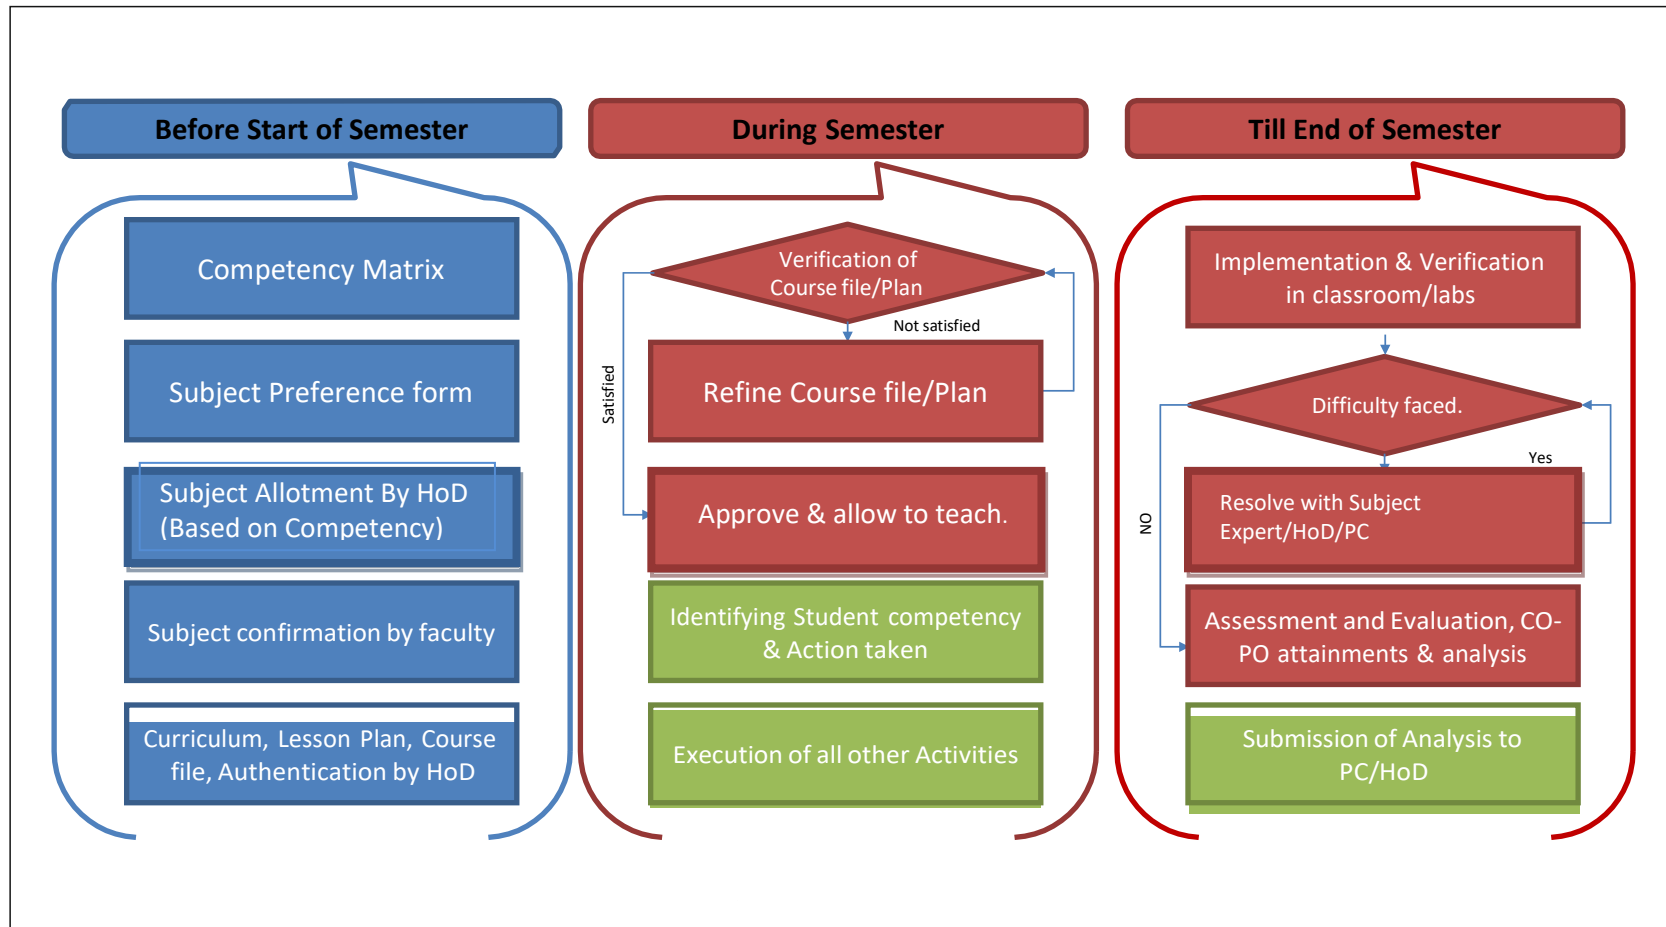 Before Start of Semester
Competency Matrix
Subject Preference form
Subject Allotment By HoD
(Based on Competency)
Subject confirmation by faculty
Curriculum, Lesson Plan, Course
file, Authentication by HoD
During Semester
Verification of
Course file/Plan
Not satisfied
Satisfied
Refine Course file/Plan
Approve & allow to teach.
Identifying Student competency
& Action taken
Execution of all other Activities
Till End of Semester
Implementation & Verification
in classroom/labs
Difficulty faced.
Yes
NO
Resolve with Subject
Expert/HoD/PC
Assessment and Evaluation, CO-
PO attainments & analysis
Submission of Analysis to
PC/HoD